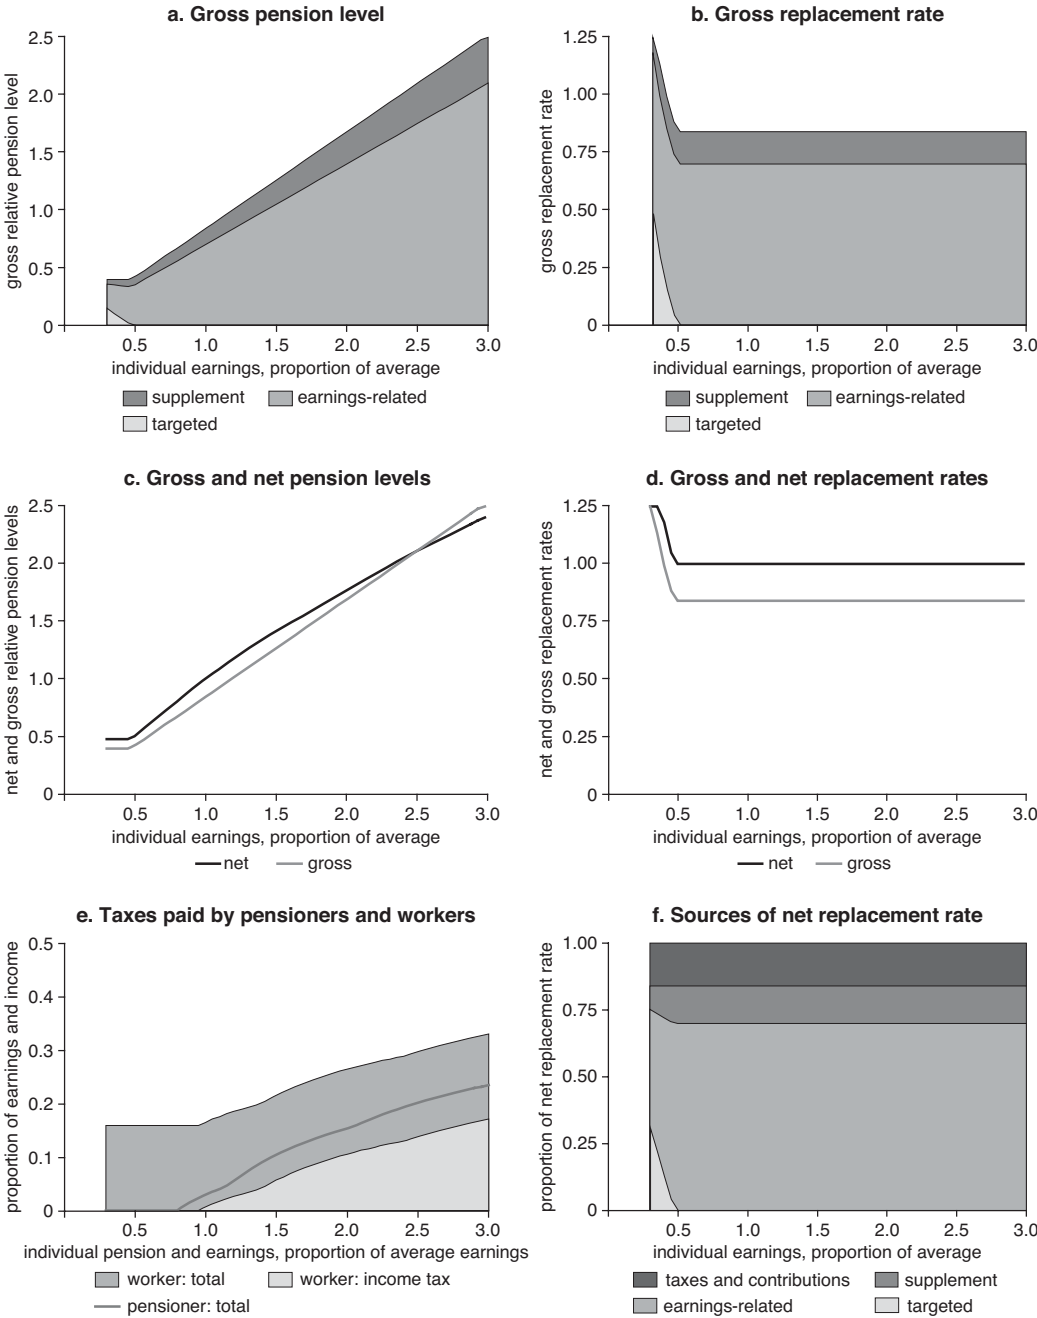 a. Gross pension level
gross relative pension level
2.5
2.0
1.5
1.0
0.5
0
0.5 1.0 1.5 2.0 2.5 3.0
individual earnings, proportion of average
supplement earnings-related
targeted
b. Gross replacement rate
gross replacement rate
1.25
1.00
0.75
0.50
0.25
0
0.5 1.0 1.5 2.0 2.5 3.0
individual earnings, proportion of average
supplement earnings-related
targeted
c. Gross and net pension levels
net and gross relative pension levels
2.5
2.0
1.5
1.0
0.5
0
0.5 1.0 1.5 2.0 2.5 3.0
individual earnings, proportion of average
net gross
d. Gross and net replacement rates
net and gross replacement rates
1.25
1.00
0.75
0.50
0.25
0
0.5 1.0 1.5 2.0 2.5 3.0
individual earnings, proportion of average
net gross
e. Taxes paid by pensioners and workers
proportion of earnings and income
0.5
0.4
0.3
0.2
0.1
0
0.5 1.0 1.5 2.0 2.5 3.0
individual pension and earnings, proportion of average earnings
worker: total worker: income tax
pensioner: total
f. Sources of net replacement rate
proportion of net replacement rate
1.00
0.75
0.50
0.25
0
0.5 1.0 1.5 2.0 2.5 3.0
individual earnings, proportion of average
taxes and contributions supplement
earnings-related targeted